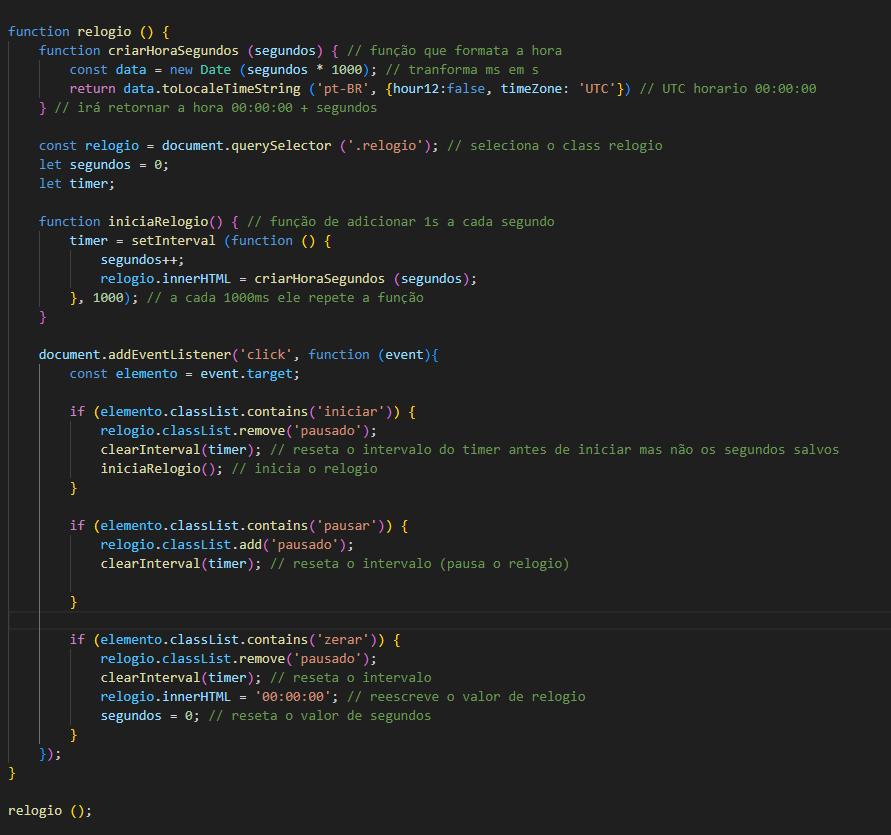 function relogio () {
    function criarHoraSegundos (segundos) { // função que formata a hora
        const data = new Date (segundos * 1000); // tranforma ms em s
        return data.toLocaleTimeString ('pt-BR', {hour12:false, timeZone: 'UTC'}) // UTC horario 00:00:00
    } // irá retornar a hora 00:00:00 + segundos

    const relogio = document.querySelector ('.relogio'); // seleciona o class relogio
    let segundos = 0;
    let timer;

    function iniciaRelogio() { // função de adicionar 1s a cada segundo
        timer = setInterval (function () {
            segundos++;
            relogio.innerHTML = criarHoraSegundos (segundos);
        }, 1000); // a cada 1000ms ele repete a função
    }

    document.addEventListener('click', function (event){
        const elemento = event.target;

        if (elemento.classList.contains('iniciar')) {
            relogio.classList.remove('pausado');
            clearInterval(timer); // reseta o intervalo do timer antes de iniciar mas não os segundos salvos
            iniciaRelogio(); // inicia o relogio
        }

        if (elemento.classList.contains('pausar')) {
            relogio.classList.add('pausado');
            clearInterval(timer); // reseta o intervalo (pausa o relogio)

        }

        if (elemento.classList.contains('zerar')) {
            relogio.classList.remove('pausado');
            clearInterval(timer); // reseta o intervalo
            relogio.innerHTML = '00:00:00'; // reescreve o valor de relogio
            segundos = 0; // reseta o valor de segundos
        }
    });
}

relogio ();